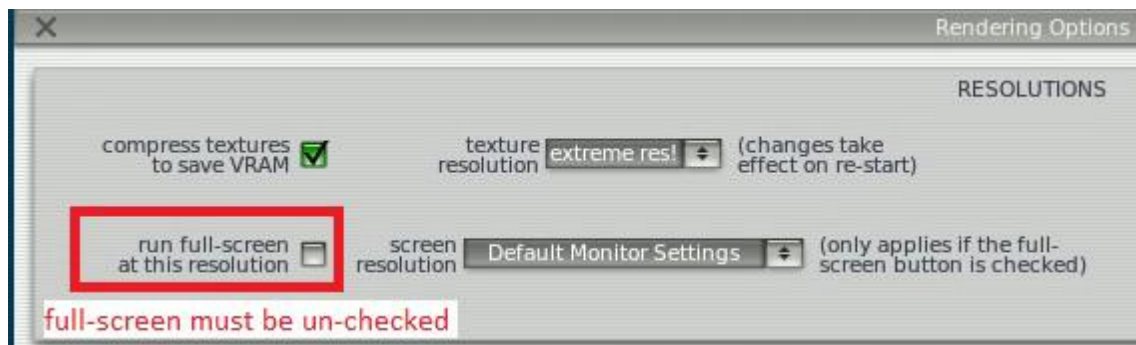 Rendering Options
RESOLUTIONS
compress textures
to save VRAM
texture
resolution
extreme res!
(changes take
effect on re-start)
run full-screen
at this resolution
screen
resolution
Default Monitor Settings
(only applies if the full-
screen button is checked)
full-screen must be un-checked